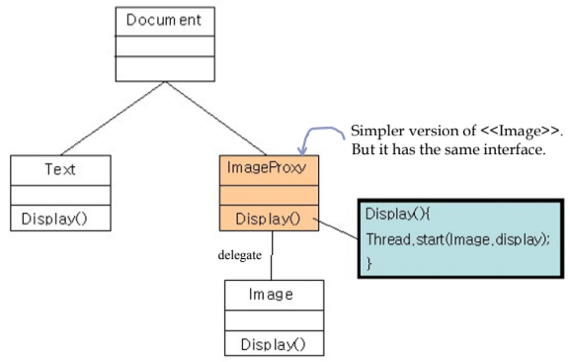 Document
Simpler version of <<Image>>.
But it has the same interface.
Text
Display()
ImageProxy
Display()
Display(){
Thread.start(Image.display);
}
delegate
Image
Display()